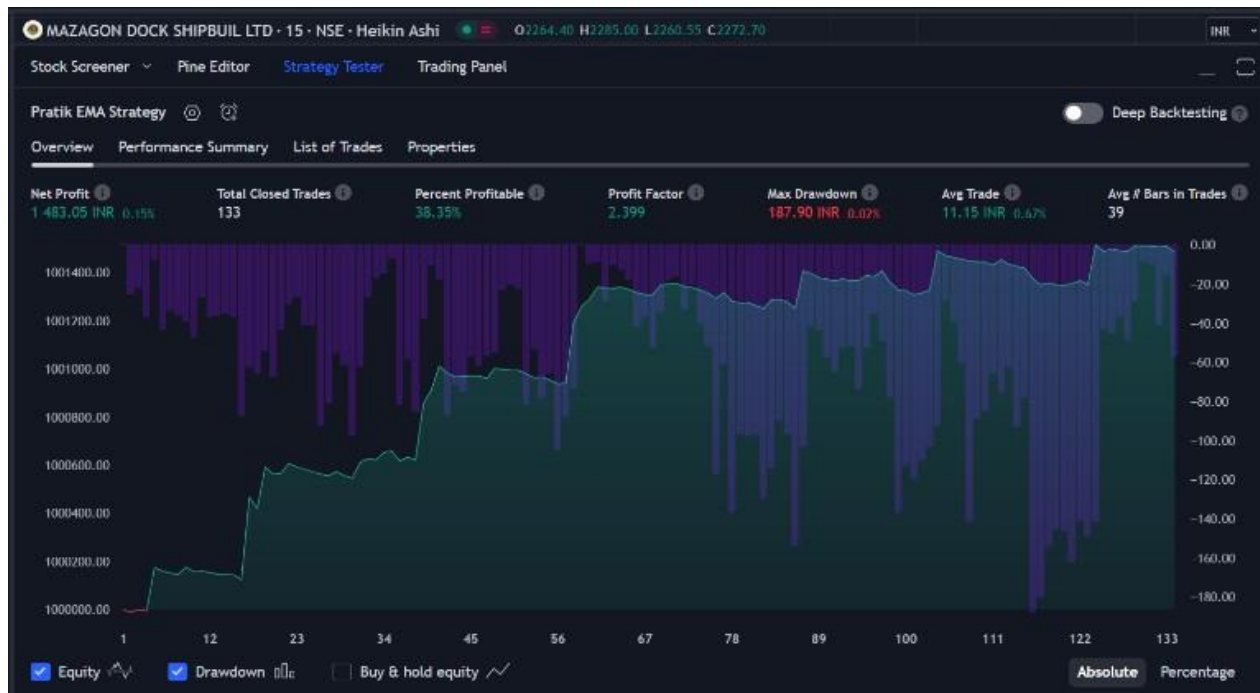 MAZAGON DOCK SHIPBUIL LTD · 15 · NSE · Heikin Ashi O2264.40 H2285.00 L2260.55 C2272.70 INR
Stock Screener Pine Editor Strategy Tester Trading Panel
Pratik EMA Strategy Deep Backtesting
Overview Performance Summary List of Trades Properties
Net Profit Total Closed Trades Percent Profitable Profit Factor Max Drawdown Avg Trade Avg # Bars in Trades
1 483.05 INR 0.15% 133 38.35% 2.399 187.90 INR 0.02% 11.15 INR 0.67% 39
0.00
1001400.00
−20.00
1001200.00
−40.00
1001000.00
−60.00
−80.00
1000800.00
−100.00
1000600.00
−120.00
1000400.00
−140.00
1000200.00
−160.00
1000000.00
−180.00
1 12 23 34 45 56 67 78 89 100 111 122 133
Equity Drawdown Buy & hold equity Absolute Percentage